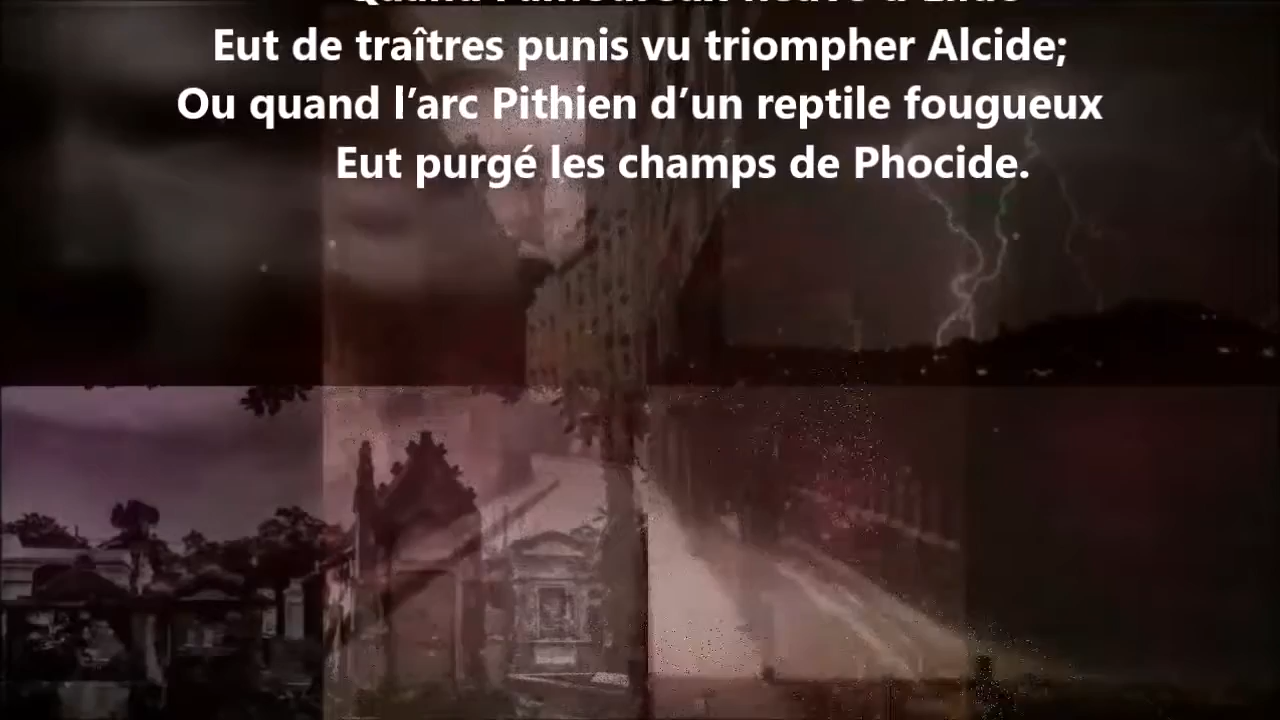 Eut de traîtres punis vu triompher Alcide;
Ou quand l’arc Pithien d’un reptile fougueux
Eut purgé les champs de Phocide.